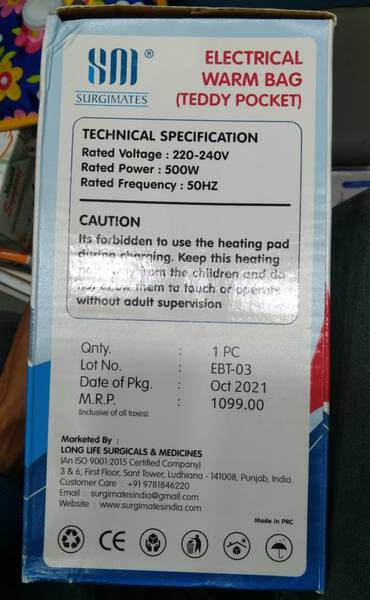 SM®
SURGIMATES
ELECTRICAL
WARM BAG
(TEDDY POCKET)
TECHNICAL SPECIFICATION
Rated Voltage : 220-240V
Rated Power : 500W
Rated Frequency : 50HZ
CAUTION
Its forbidden to use the heating pad
during charging. Keep this heating
from the children and do
them to touch or operate
without adult supervision
Qnty. : 1 PC
Lot No. : EBT-03
Date of Pkg. : Oct 2021
M.R.P. : 1099.00
(Inclusive of all taxes)
Marketed By :
LONG LIFE SURGICALS & MEDICINES
(An ISO 9001:2015 Certified Company)
3 & 6, First Floor, Sant Tower, Ludhiana - 141008, Punjab, India.
Customer Care : +91 9781846220
Email : surgimatesindia@gmail.com
Website : www.surgimatesindia.com
Made in PRC
CE